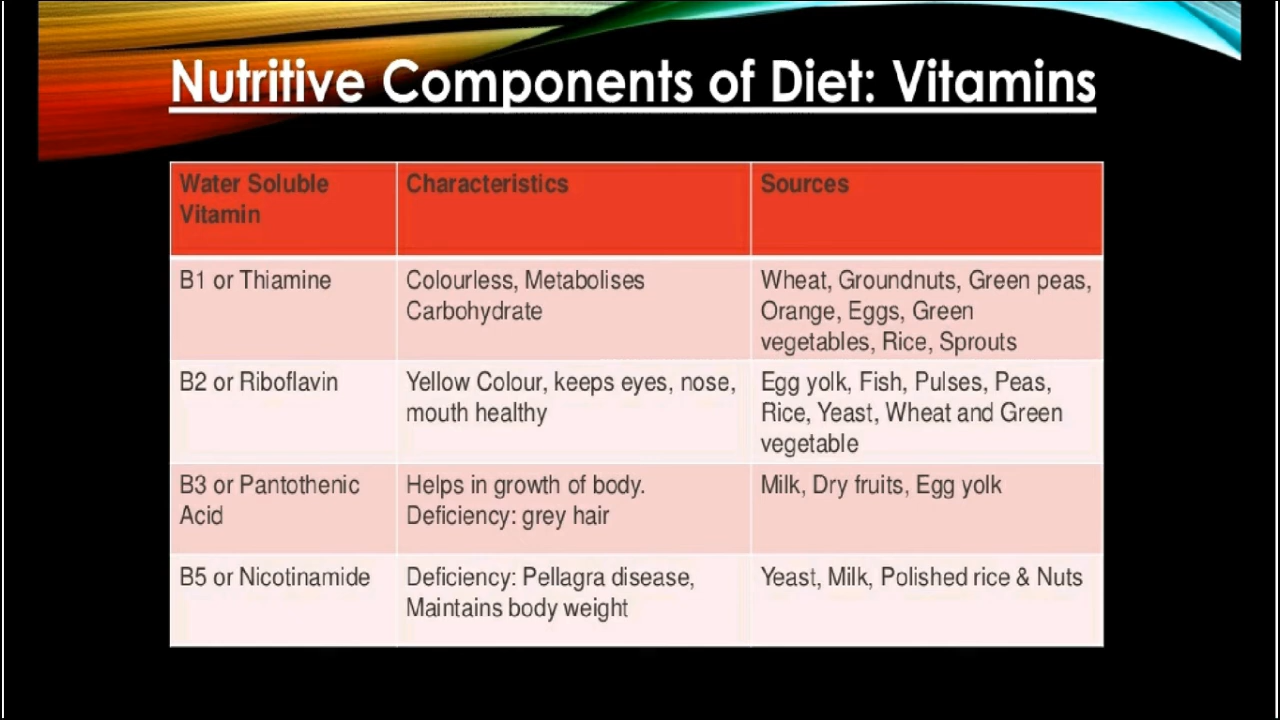 Nutritive Components of Diet: Vitamins
Water Soluble
Vitamin
Characteristics
Sources
B1 or Thiamine
Colourless, Metabolises
Carbohydrate
Wheat, Groundnuts, Green peas,
Orange, Eggs, Green
vegetables, Rice, Sprouts
B2 or Riboflavin
Yellow Colour, keeps eyes, nose,
mouth healthy
Egg yolk, Fish, Pulses, Peas,
Rice, Yeast, Wheat and Green
vegetable
B3 or Pantothenic
Acid
Helps in growth of body.
Deficiency: grey hair
Milk, Dry fruits, Egg yolk
B5 or Nicotinamide
Deficiency: Pellagra disease,
Maintains body weight
Yeast, Milk, Polished rice & Nuts